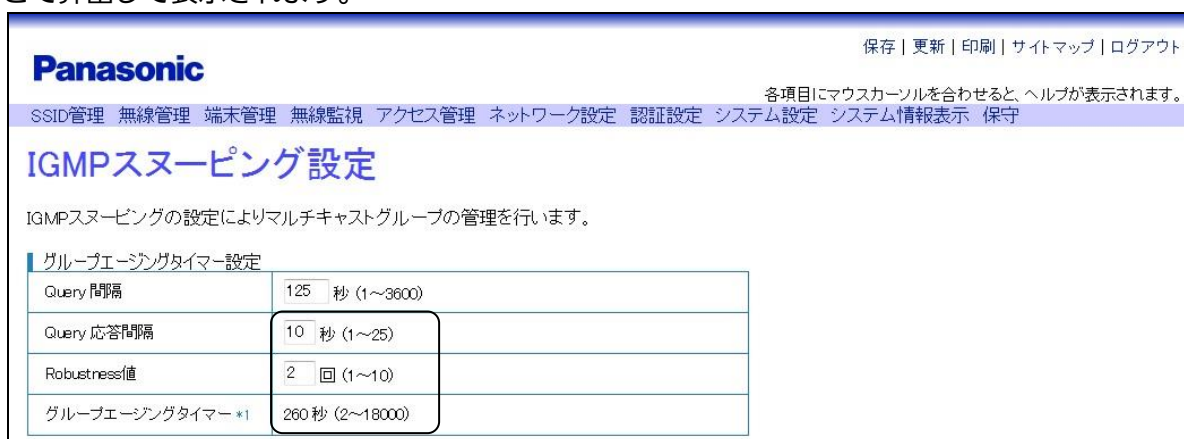 保存 | 更新 | 印刷 | サイトマップ | ログアウト
Panasonic
各項目にマウスカーソルを合わせると、ヘルプが表示されます。
SSID管理 無線管理 端末管理 無線監視 アクセス管理 ネットワーク設定 認証設定 システム設定 システム情報表示 保守
IGMPスヌーピング設定
IGMPスヌーピングの設定によりマルチキャストグループの管理を行います。
グループエージングタイマー設定
Query 間隔 125 秒 (1～3600)
Query 応答間隔 10 秒 (1～25)
Robustness値 2 回 (1～10)
グループエージングタイマー *1 260 秒 (2～18000)